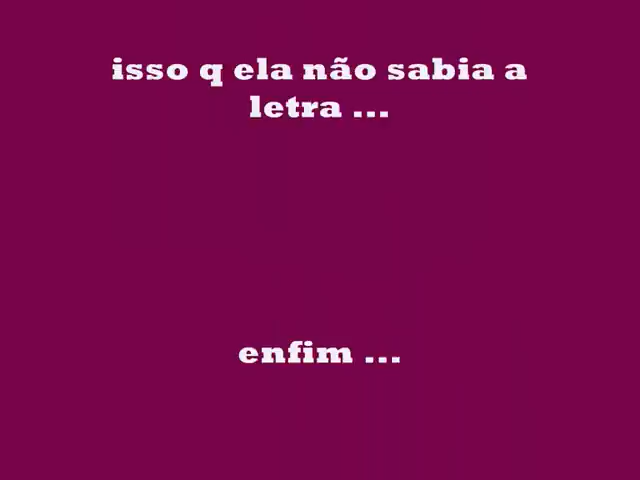 isso q ela não sabia a
letra ...
enfim ...